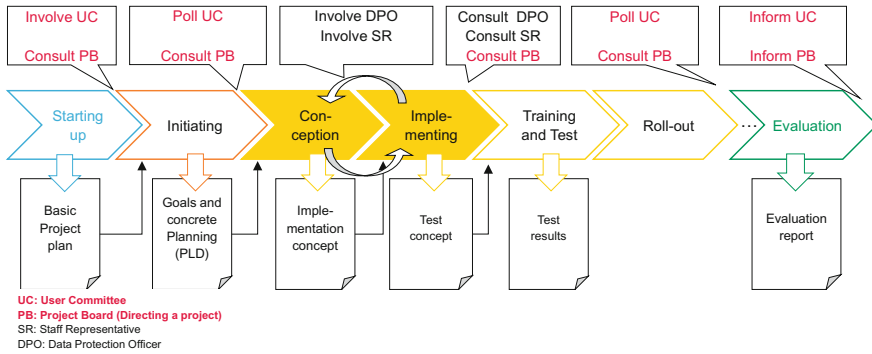 Involve UC
Consult PB
Poll UC
Consult PB
Involve DPO
Involve SR
Consult DPO
Consult SR
Consult PB
Poll UC
Consult PB
Inform UC
Inform PB
Starting
up
Initiating
Con-
ception
Imple-
menting
Training
and Test
Roll-out
...
Evaluation
Basic
Project
plan
Goals and
concrete
Planning
(PLD)
Imple-
mentation
concept
Test
concept
Test
results
Evaluation
report
UC: User Committee
PB: Project Board (Directing a project)
SR: Staff Representative
DPO: Data Protection Officer